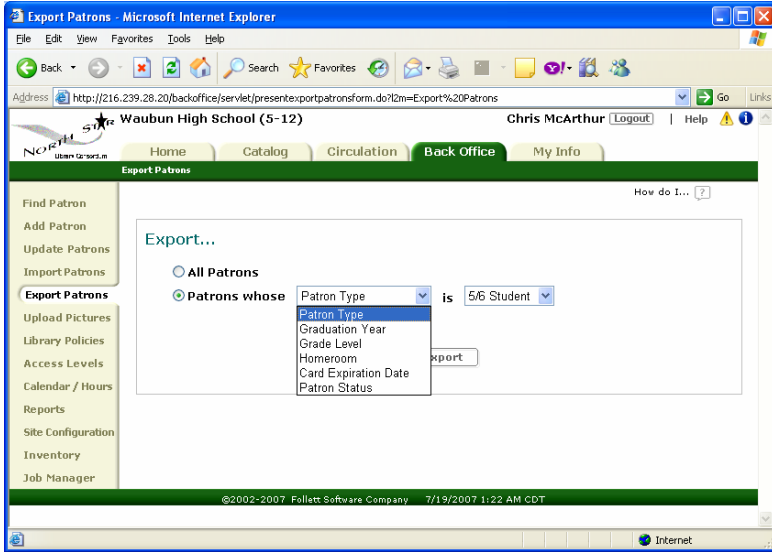 Export Patrons - Microsoft Internet Explorer
File Edit View Favorites Tools Help
Back Search Favorites
Address http://216.239.28.20/backoffice/servlet/presentexportpatronsform.do?l2m=Export%20Patrons Go Links
NORTH STAR Waubun High School (5-12) Chris McArthur Logout | Help
Home Catalog Circulation Back Office My Info
Export Patrons
How do I... ?
Find Patron
Add Patron
Update Patrons
Import Patrons
Export Patrons
Upload Pictures
Library Policies
Access Levels
Calendar / Hours
Reports
Site Configuration
Inventory
Job Manager
Export...
All Patrons
Patrons whose Patron Type is 5/6 Student
Patron Type
Graduation Year
Grade Level
Homeroom
Card Expiration Date
Patron Status
xport
©2002-2007 Follett Software Company 7/19/2007 1:22 AM CDT
Internet